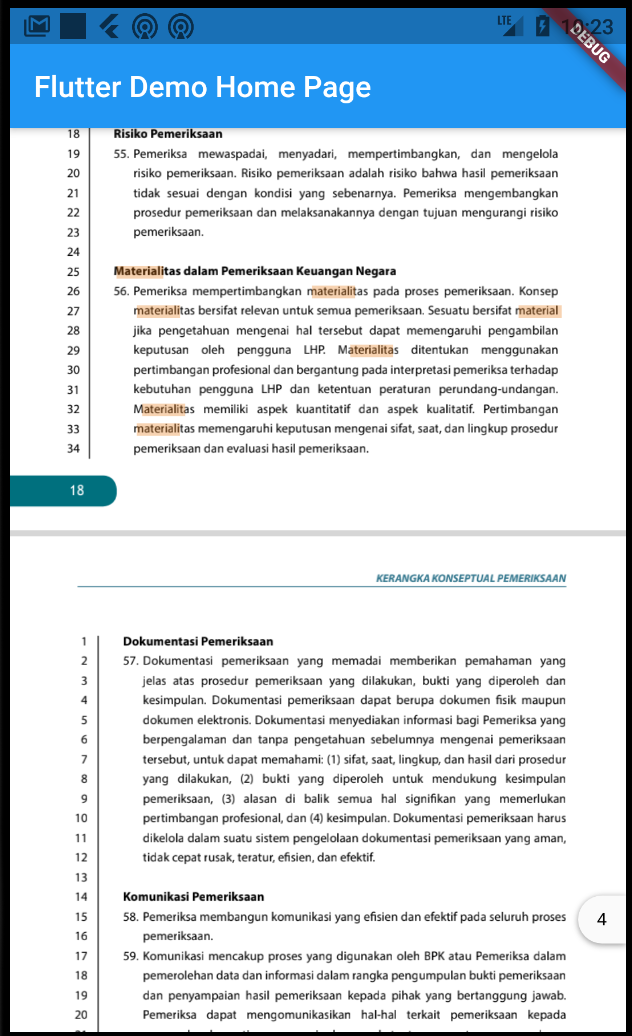 LTE 10:23
DEBUG
Flutter Demo Home Page
18 Risiko Pemeriksaan
19 55. Pemeriksa mewaspadai, menyadari, mempertimbangkan, dan mengelola
20 risiko pemeriksaan. Risiko pemeriksaan adalah risiko bahwa hasil pemeriksaan
21 tidak sesuai dengan kondisi yang sebenarnya. Pemeriksa mengembangkan
22 prosedur pemeriksaan dan melaksanakannya dengan tujuan mengurangi risiko
23 pemeriksaan.
24
25 Materialitas dalam Pemeriksaan Keuangan Negara
26 56. Pemeriksa mempertimbangkan materialitas pada proses pemeriksaan. Konsep
27 materialitas bersifat relevan untuk semua pemeriksaan. Sesuatu bersifat material
28 jika pengetahuan mengenai hal tersebut dapat memengaruhi pengambilan
29 keputusan oleh pengguna LHP. Materialitas ditentukan menggunakan
30 pertimbangan profesional dan bergantung pada interpretasi pemeriksa terhadap
31 kebutuhan pengguna LHP dan ketentuan peraturan perundang-undangan.
32 Materialitas memiliki aspek kuantitatif dan aspek kualitatif. Pertimbangan
33 materialitas memengaruhi keputusan mengenai sifat, saat, dan lingkup prosedur
34 pemeriksaan dan evaluasi hasil pemeriksaan.
18
KERANGKA KONSEPTUAL PEMERIKSAAN
1 Dokumentasi Pemeriksaan
2 57. Dokumentasi pemeriksaan yang memadai memberikan pemahaman yang
3 jelas atas prosedur pemeriksaan yang dilakukan, bukti yang diperoleh dan
4 kesimpulan. Dokumentasi pemeriksaan dapat berupa dokumen fisik maupun
5 dokumen elektronis. Dokumentasi menyediakan informasi bagi Pemeriksa yang
6 berpengalaman dan tanpa pengetahuan sebelumnya mengenai pemeriksaan
7 tersebut, untuk dapat memahami: (1) sifat, saat, lingkup, dan hasil dari prosedur
8 yang dilakukan, (2) bukti yang diperoleh untuk mendukung kesimpulan
9 pemeriksaan, (3) alasan di balik semua hal signifikan yang memerlukan
10 pertimbangan profesional, dan (4) kesimpulan. Dokumentasi pemeriksaan harus
11 dikelola dalam suatu sistem pengelolaan dokumentasi pemeriksaan yang aman,
12 tidak cepat rusak, teratur, efisien, dan efektif.
13
14 Komunikasi Pemeriksaan
15 58. Pemeriksa membangun komunikasi yang efisien dan efektif pada seluruh proses
16 pemeriksaan.
4
17 59. Komunikasi mencakup proses yang digunakan oleh BPK atau Pemeriksa dalam
18 pemerolehan data dan informasi dalam rangka pengumpulan bukti pemeriksaan
19 dan penyampaian hasil pemeriksaan kepada pihak yang bertanggung jawab.
20 Pemeriksa dapat mengomunikasikan hal-hal terkait pemeriksaan kepada